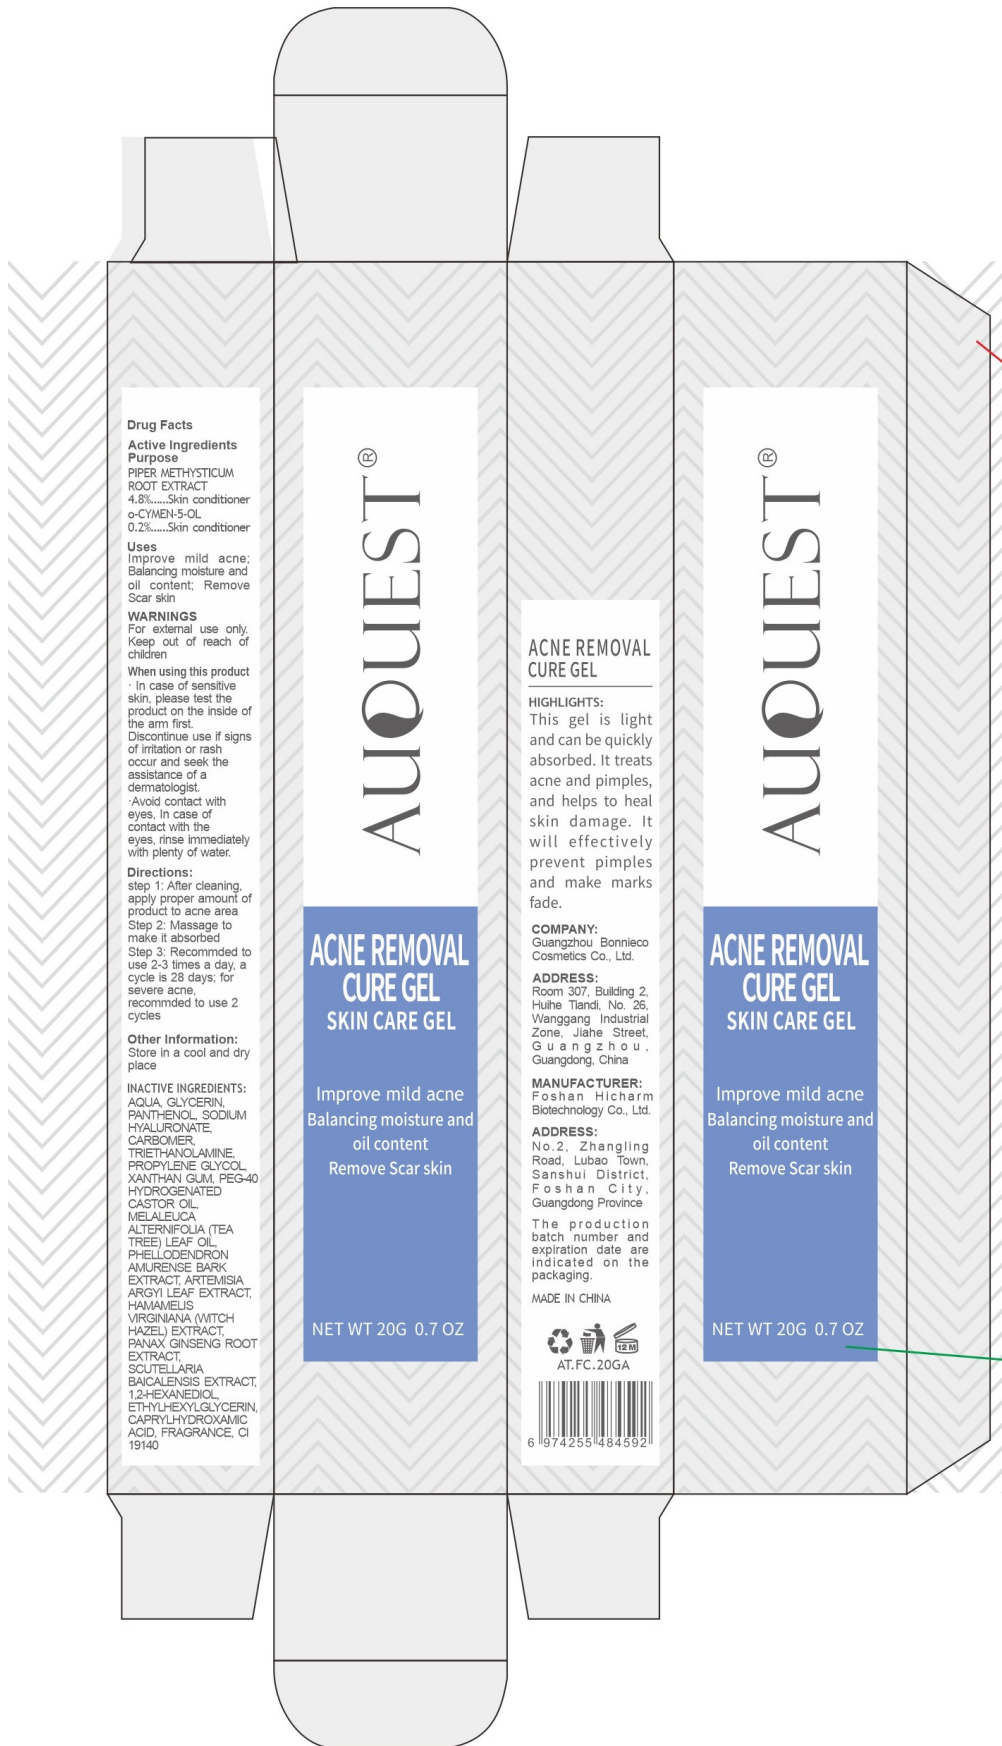 Drug Facts
Active Ingredients
Purpose
PIPER METHYSTICUM
ROOT EXTRACT
4.8%......Skin conditioner
o-CYMEN-5-OL
0.2%......Skin conditioner
Uses
Improve mild acne;
Balancing moisture and
oil content; Remove
Scar skin
WARNINGS
For external use only.
Keep out of reach of
children
When using this product
· In case of sensitive
skin, please test the
product on the inside of
the arm first.
Discontinue use if signs
of irritation or rash
occur and seek the
assistance of a
dermatologist.
·Avoid contact with
eyes, In case of
contact with the
eyes, rinse immediately
with plenty of water.
Directions:
step 1: After cleaning,
apply proper amount of
product to acne area
Step 2: Massage to
make it absorbed
Step 3: Recommded to
use 2-3 times a day, a
cycle is 28 days; for
severe acne,
recommded to use 2
cycles
Other Information:
Store in a cool and dry
place
INACTIVE INGREDIENTS:
AQUA, GLYCERIN,
PANTHENOL, SODIUM
HYALURONATE,
CARBOMER,
TRIETHANOLAMINE,
PROPYLENE GLYCOL,
XANTHAN GUM, PEG-40
HYDROGENATED
CASTOR OIL,
MELALEUCA
ALTERNIFOLIA (TEA
TREE) LEAF OIL,
PHELLODENDRON
AMURENSE BARK
EXTRACT, ARTEMISIA
ARGYI LEAF EXTRACT,
HAMAMELIS
VIRGINIANA (WITCH
HAZEL) EXTRACT,
PANAX GINSENG ROOT
EXTRACT,
SCUTELLARIA
BAICALENSIS EXTRACT,
1,2-HEXANEDIOL,
ETHYLHEXYLGLYCERIN,
CAPRYLHYDROXAMIC
ACID, FRAGRANCE, CI
19140
AUQUEST®
ACNE REMOVAL
CURE GEL
SKIN CARE GEL
Improve mild acne
Balancing moisture and
oil content
Remove Scar skin
NET WT 20G 0.7 OZ
ACNE REMOVAL
CURE GEL
HIGHLIGHTS:
This gel is light
and can be quickly
absorbed. It treats
acne and pimples,
and helps to heal
skin damage. It
will effectively
prevent pimples
and make marks
fade.
COMPANY:
Guangzhou Bonnieco
Cosmetics Co., Ltd.
ADDRESS:
Room 307, Building 2,
Huihe Tiandi, No. 26,
Wanggang Industrial
Zone, Jiahe Street,
Guangzhou,
Guangdong, China
MANUFACTURER:
Foshan Hicharm
Biotechnology Co., Ltd.
ADDRESS:
No.2, Zhangling
Road, Lubao Town,
Sanshui District,
Foshan City,
Guangdong Province
The production
batch number and
expiration date are
indicated on the
packaging.
MADE IN CHINA
12 M
AT.FC.20GA
6 974255 484592
AUQUEST®
ACNE REMOVAL
CURE GEL
SKIN CARE GEL
Improve mild acne
Balancing moisture and
oil content
Remove Scar skin
NET WT 20G 0.7 OZ